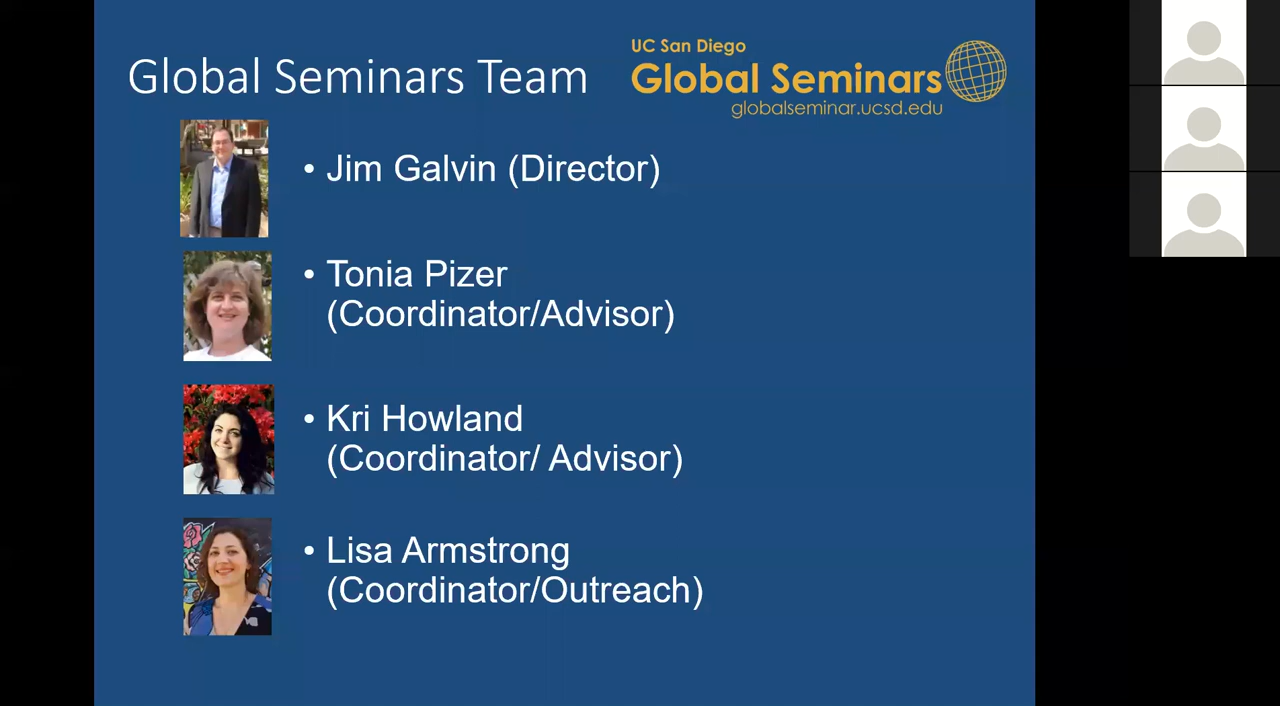 Global Seminars Team
UC San Diego
Global Seminars
globalseminar.ucsd.edu
• Jim Galvin (Director)
• Tonia Pizer
(Coordinator/Advisor)
• Kri Howland
(Coordinator/ Advisor)
• Lisa Armstrong
(Coordinator/Outreach)